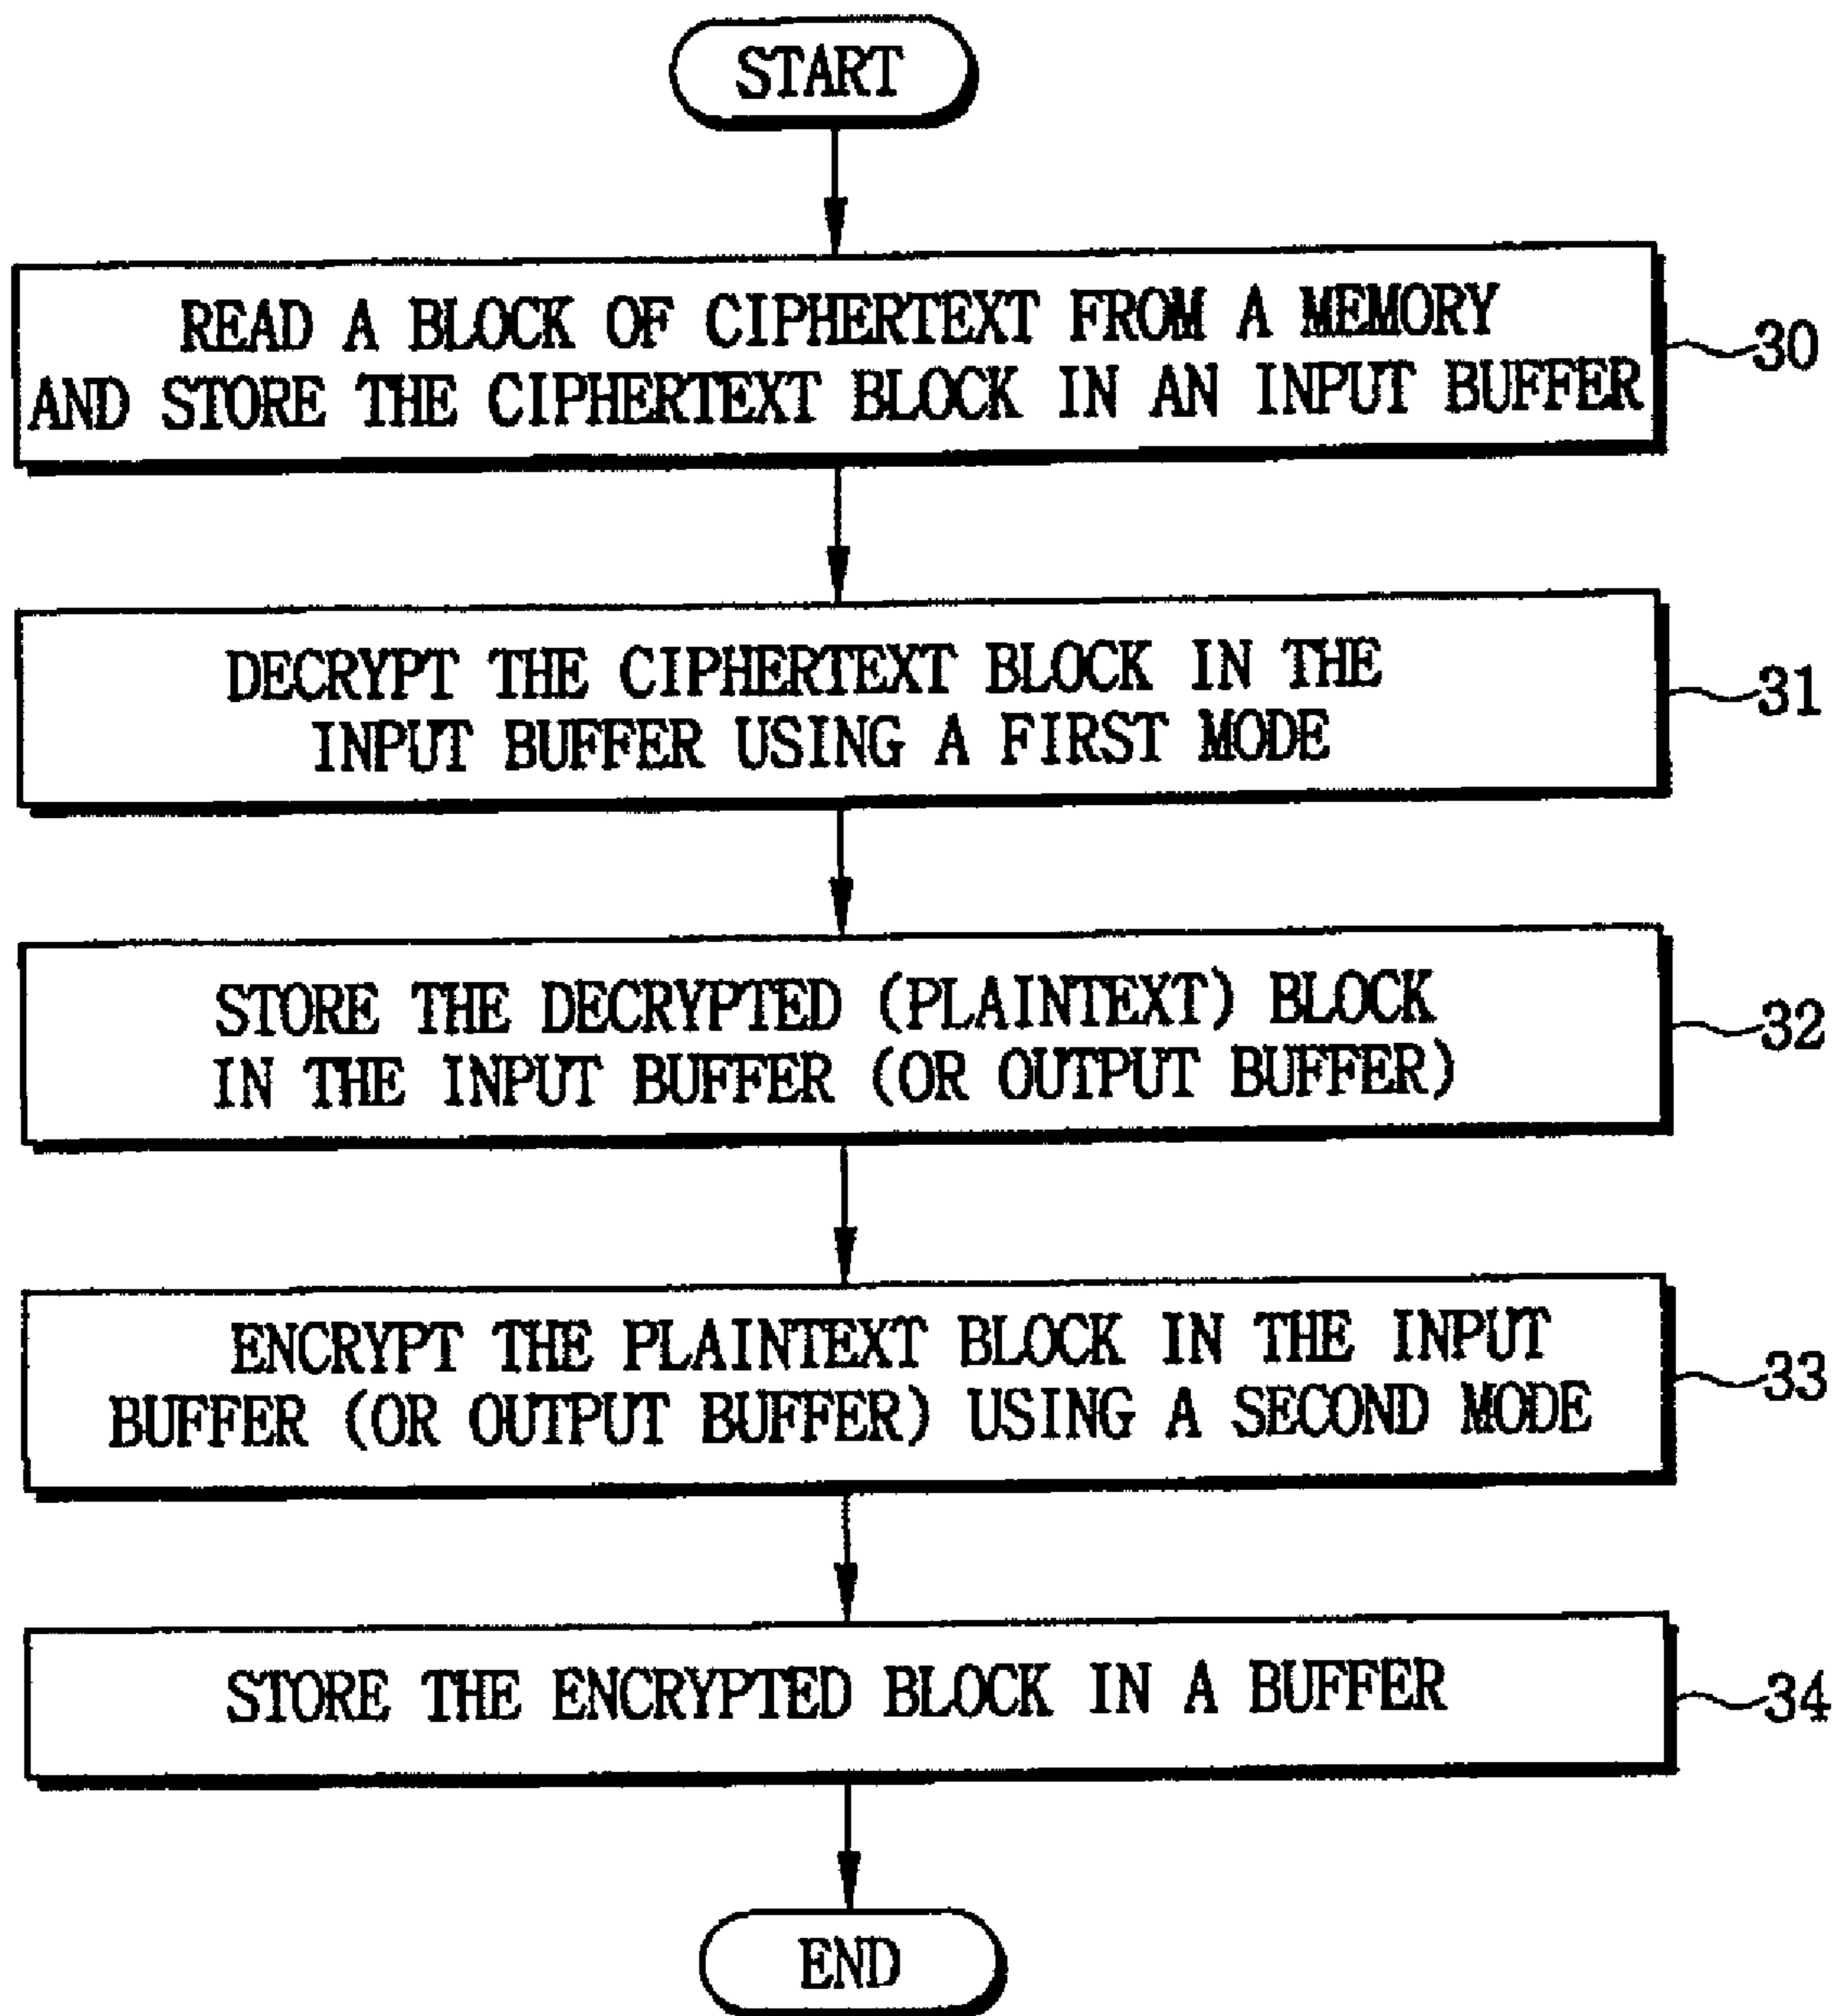 START
READ A BLOCK OF CIPHERTEXT FROM A MEMORY
AND STORE THE CIPHERTEXT BLOCK IN AN INPUT BUFFER
30
DECRYPT THE CIPHERTEXT BLOCK IN THE
INPUT BUFFER USING A FIRST MODE
31
STORE THE DECRYPTED (PLAINTEXT) BLOCK
IN THE INPUT BUFFER (OR OUTPUT BUFFER)
32
ENCRYPT THE PLAINTEXT BLOCK IN THE INPUT
BUFFER (OR OUTPUT BUFFER) USING A SECOND MODE
33
STORE THE ENCRYPTED BLOCK IN A BUFFER
34
END